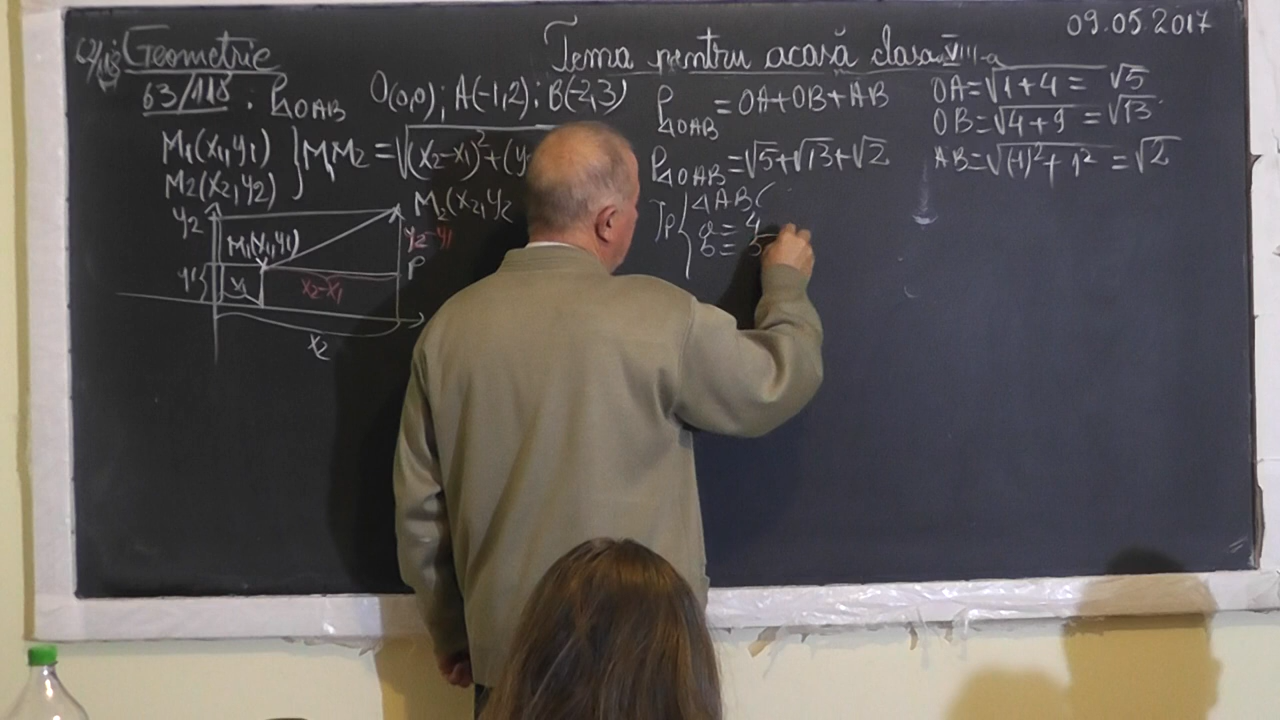 09.05.2017
Geometrie
Tema pentru acasă clasa VIII-a
63/118 : P△OAB O(0,0); A(-1,2); B(-2,3)
M1(x1,y1)
M2(x2,y2)
} M1M2 = √(x2-x1)²+(y
y2
M2(x2,y2
M1(x1,y1)
y2-y1
P
y1
x1
x2-x1
x2
P△OAB = OA+OB+AB
P△OAB = √5+√13+√2
Ip { △ABC
a = 4
b = 5
OA = √1+4 = √5
OB = √4+9 = √13
AB = √(-1)²+1² = √2